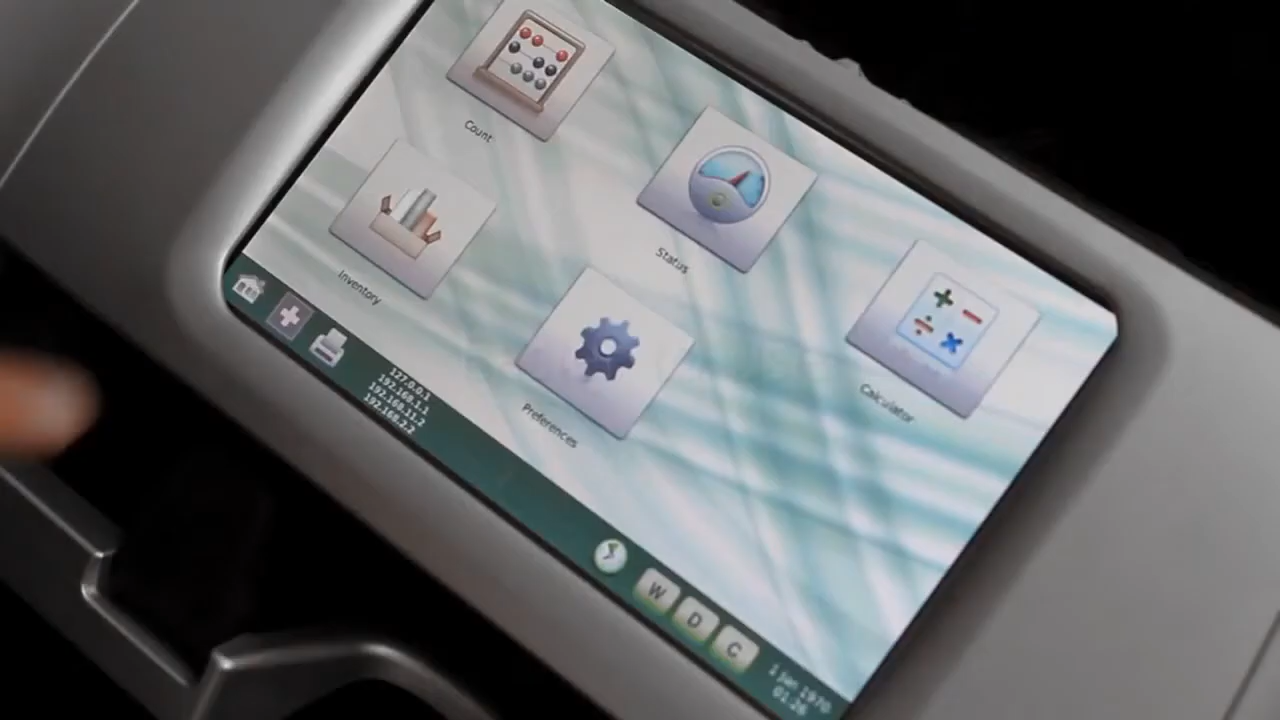 Count
Status
Calculator
Inventory
Preferences
127.0.0.1
192.168.1.1
192.168.11.2
192.168.2.2
W
D
C
1 Jan 1970
01:26